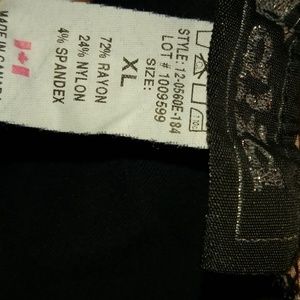 STYLE: 12-0560E-184
LOT # 1009599
SIZE:
XL
72% RAYON
24% NYLON
4% SPANDEX
MADE IN CANADA